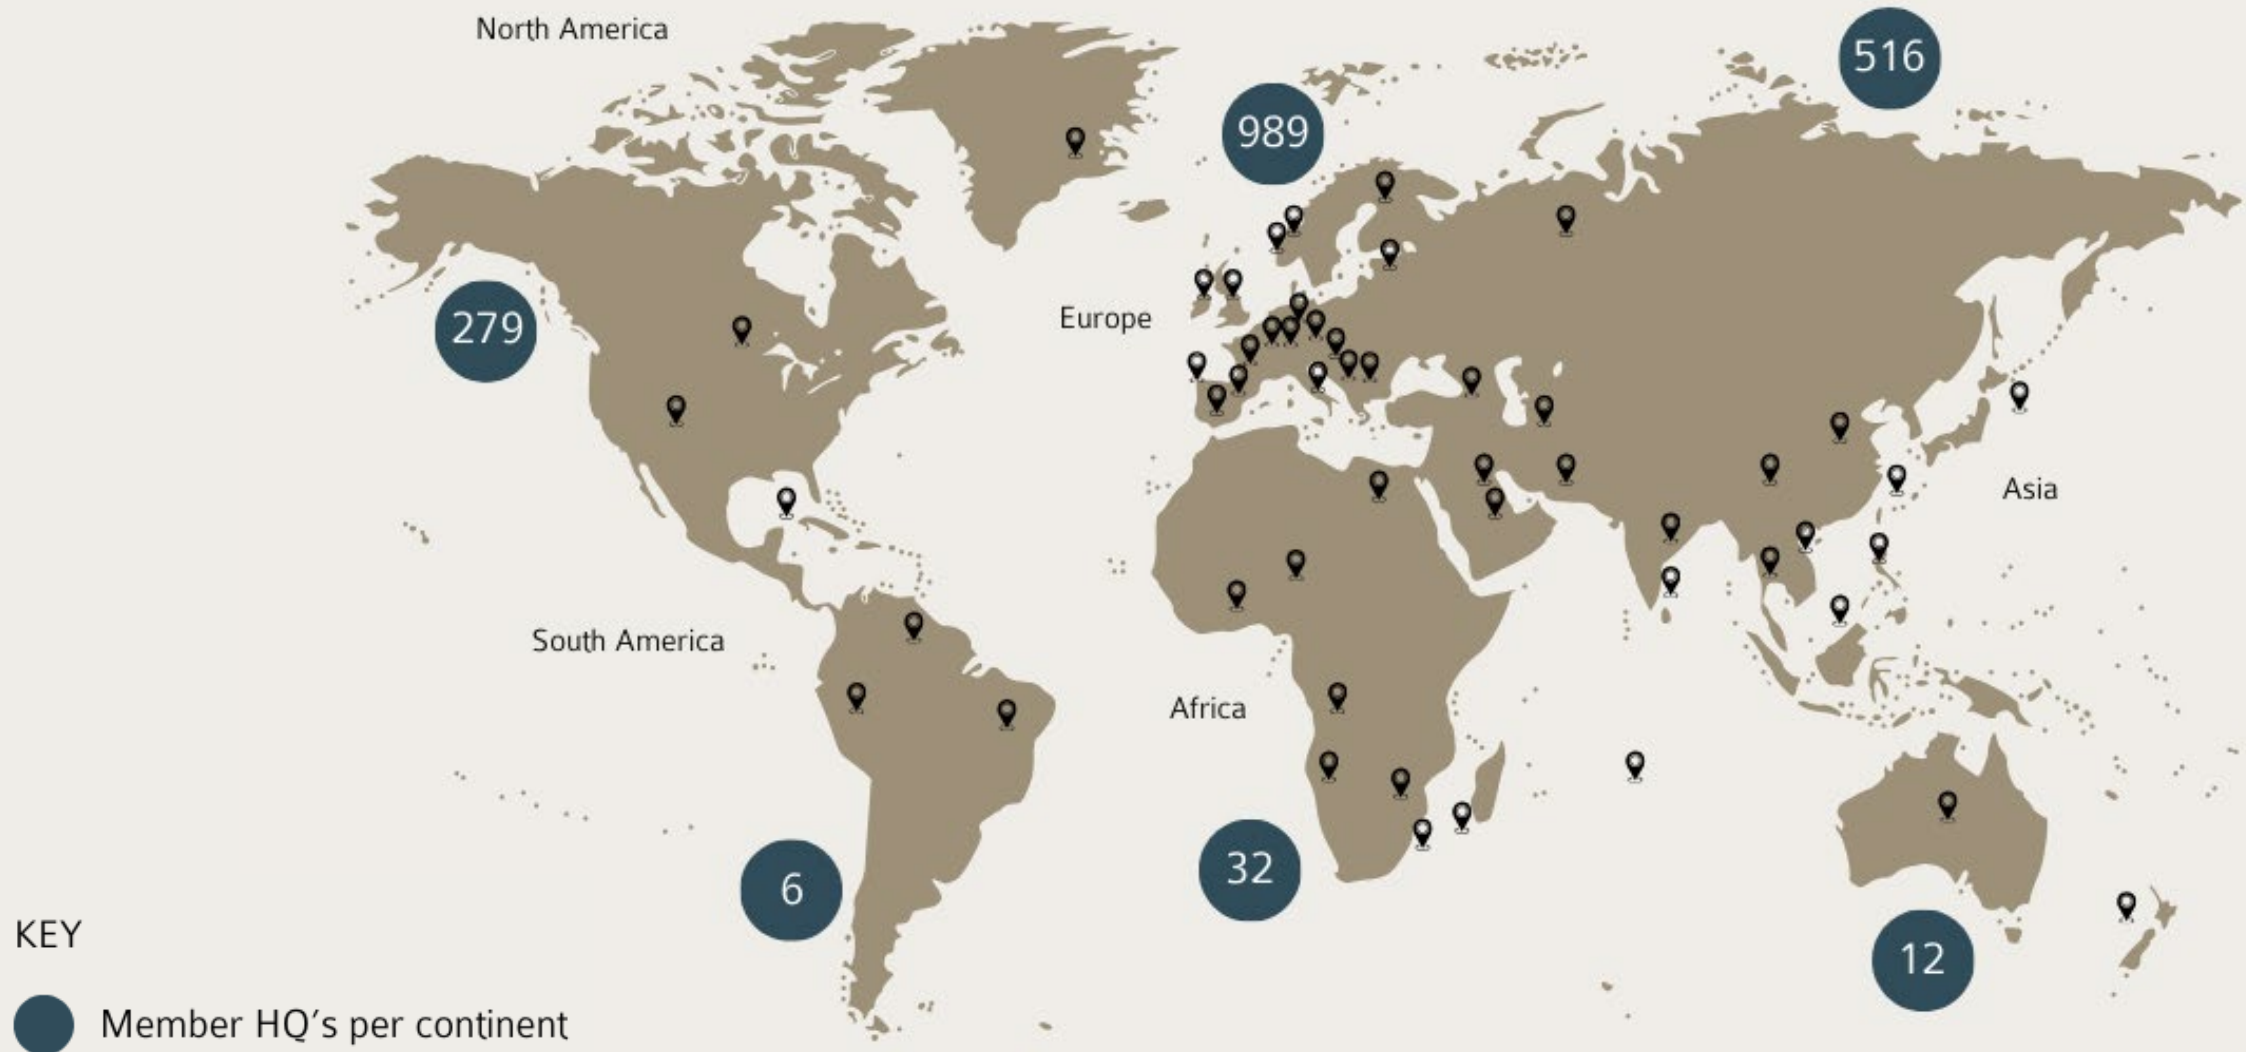 North America
516
989
279
Europe
Asia
South America
Africa
6
32
12
KEY
Member HQ's per continent